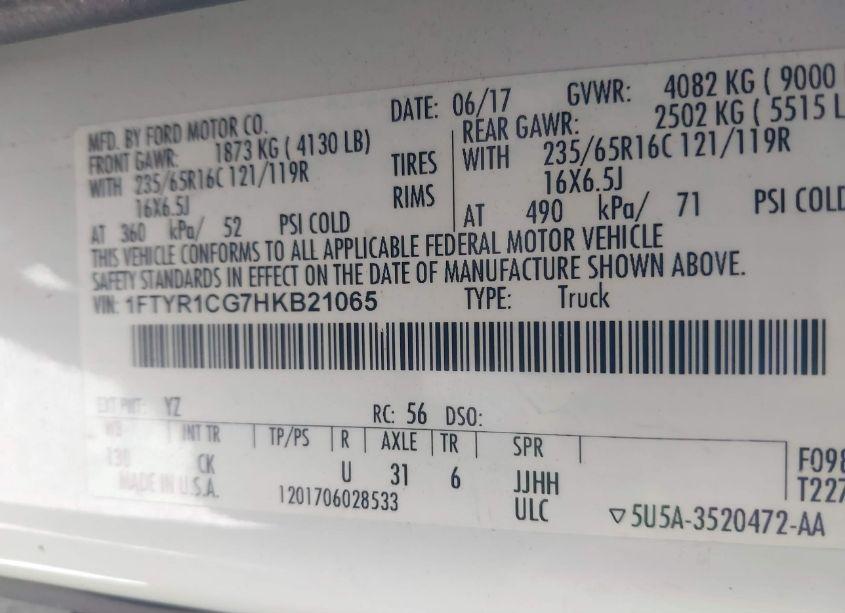 MFD. BY FORD MOTOR CO. DATE: 06/17 GVWR: 4082 KG ( 9000
FRONT GAWR: 1873 KG ( 4130 LB) REAR GAWR: 2502 KG ( 5515 L
WITH 235/65R16C 121/119R TIRES WITH 235/65R16C 121/119R
16X6.5J RIMS 16X6.5J
AT 360 kPa/ 52 PSI COLD AT 490 kPa/ 71 PSI COLD
THIS VEHICLE CONFORMS TO ALL APPLICABLE FEDERAL MOTOR VEHICLE
SAFETY STANDARDS IN EFFECT ON THE DATE OF MANUFACTURE SHOWN ABOVE.
VIN: 1FTYR1CG7HKB21065 TYPE: Truck
EXT PNT: YZ RC: 56 DSO:
WB INT TR TP/PS R AXLE TR SPR
130 CK U 31 6 JJHH F098
MADE IN U.S.A. 1201706028533 ULC T227
▽5U5A-3520472-AA